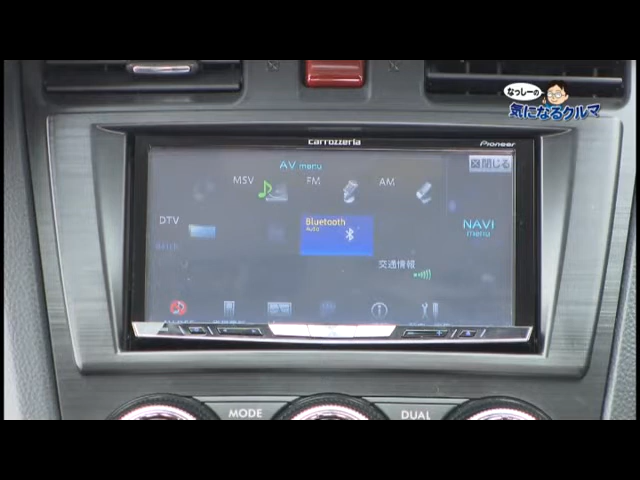 なっしーの
気になるクルマ
carrozzeria
Pioneer
AV menu
閉じる
MSV
FM
AM
DTV
Bluetooth
Auto
NAVI
menu
交通情報
MODE
DUAL